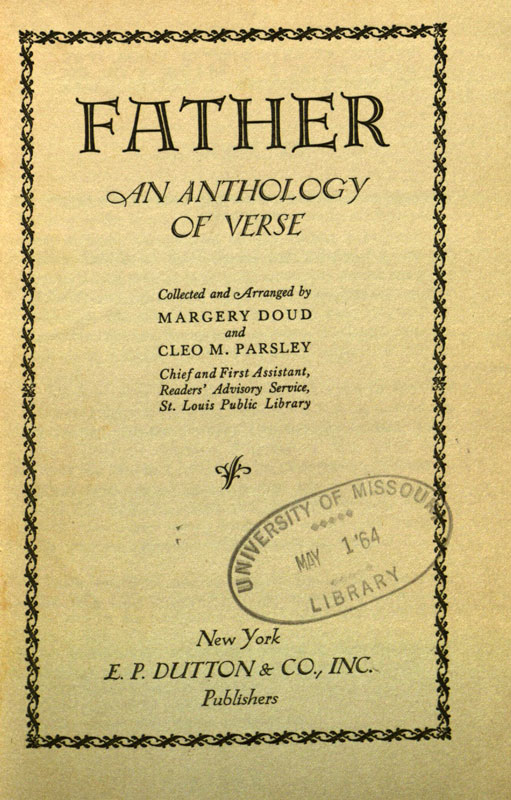 FATHER
AN ANTHOLOGY
OF VERSE
Collected and Arranged by
MARGERY DOUD
and
CLEO M. PARSLEY
Chief and First Assistant,
Readers' Advisory Service,
St. Louis Public Library
UNIVERSITY OF MISSOURI
MAY 1 '64
LIBRARY
New York
E. P. DUTTON & CO., INC.
Publishers